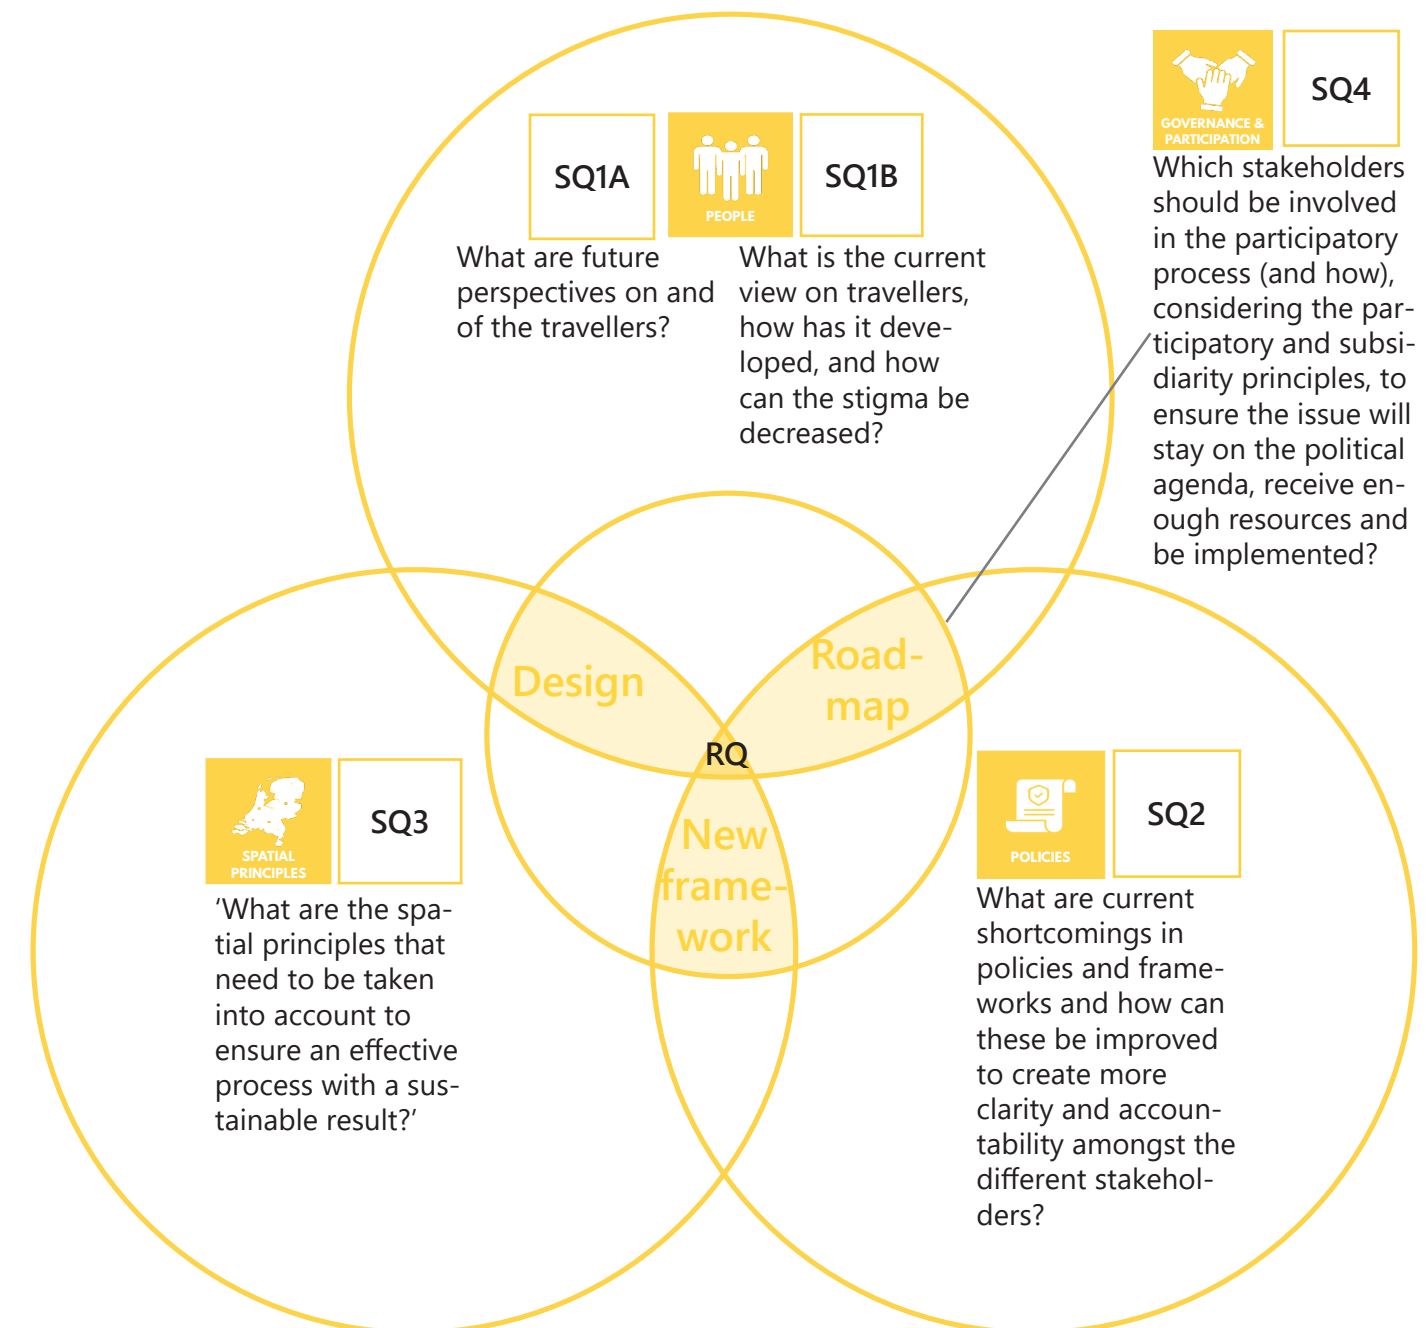 SQ1A
PEOPLE
SQ1B
What are future
perspectives on and
of the travellers?
What is the current
view on travellers,
how has it deve-
loped, and how
can the stigma be
decreased?
GOVERNANCE &
PARTICIPATION
SQ4
Which stakeholders
should be involved
in the participatory
process (and how),
considering the par-
ticipatory and subsi-
diarity principles, to
ensure the issue will
stay on the political
agenda, receive en-
ough resources and
be implemented?
Design
Road-
map
RQ
New
frame-
work
SPATIAL
PRINCIPLES
SQ3
‘What are the spa-
tial principles that
need to be taken
into account to
ensure an effective
process with a sus-
tainable result?’
POLICIES
SQ2
What are current
shortcomings in
policies and frame-
works and how can
these be improved
to create more
clarity and accoun-
tability amongst the
different stakehol-
ders?